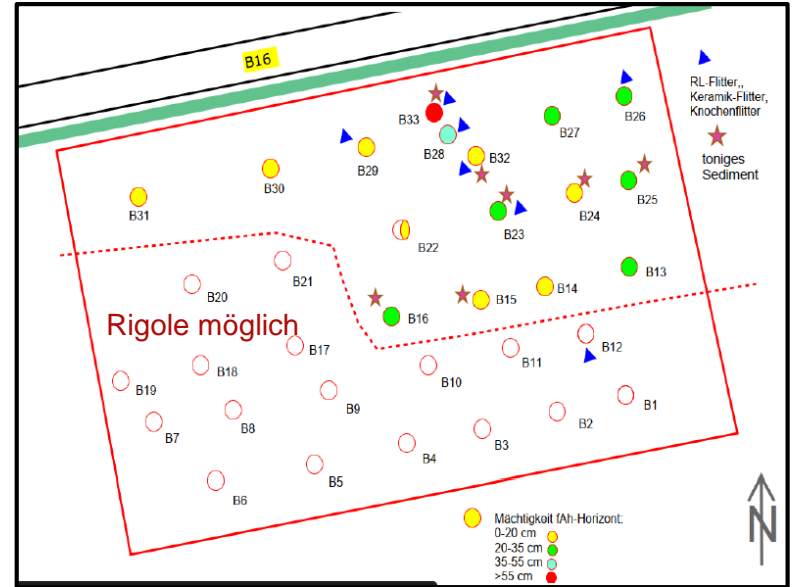 B16
RL-Flitter,,
Keramik-Flitter,
Knochenflitter
toniges
Sediment
B33
B28
B32
B27
B26
B29
B30
B31
B25
B24
B23
B22
B21
B20
B13
B14
B15
B16
Rigole möglich
B12
B11
B10
B17
B18
B19
B9
B8
B7
B1
B2
B3
B4
B5
B6
Mächtigkeit fAh-Horizont:
0-20 cm
20-35 cm
35-55 cm
>55 cm
N